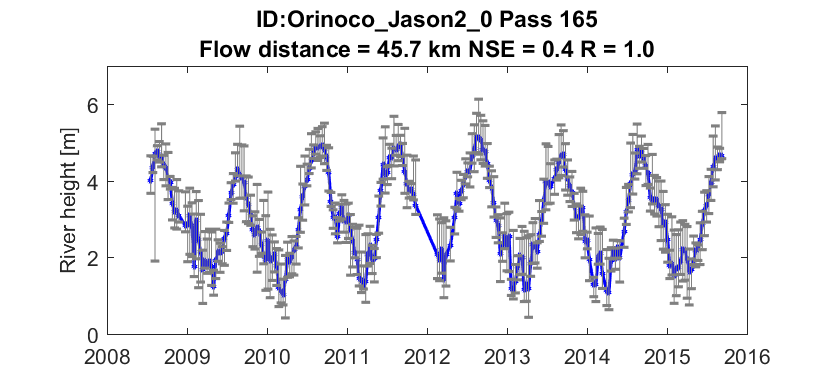 ID:Orinoco_Jason2_0 Pass 165
Flow distance = 45.7 km NSE = 0.4 R = 1.0
River height [m]
6
4
2
0
2008 2009 2010 2011 2012 2013 2014 2015 2016